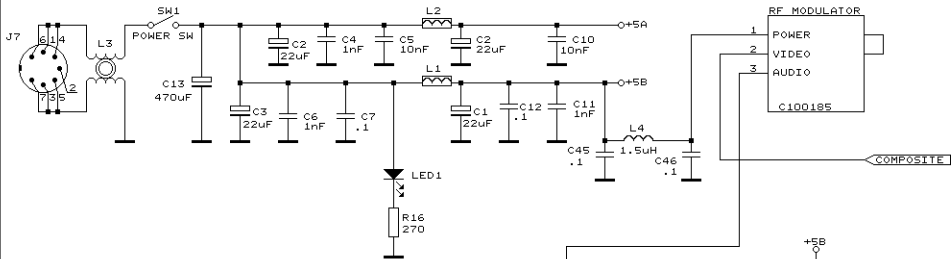 SW1
L2
+5A
RF MODULATOR
J7
6 1 4
L3
POWER SW
C2
22uF
C4
1nF
C5
10nF
C2
22uF
C10
10nF
1 POWER
2 VIDEO
3 AUDIO
C100185
L1
+5B
2
C13
470uF
7 3 5
C3
22uF
C6
1nF
C7
.1
C1
22uF
C12
.1
C11
1nF
L4
1.5uH
C45
.1
C46
.1
COMPOSITE
LED1
R16
270
+5B